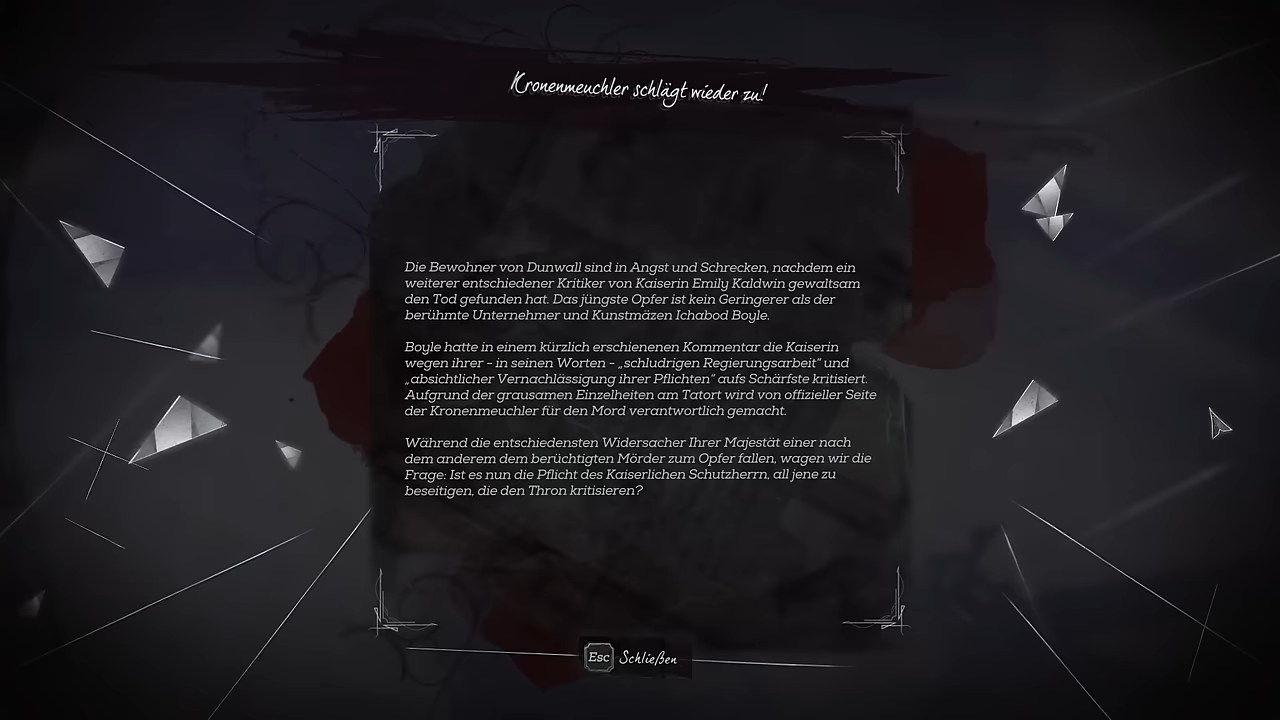 Kronenmeuchler schlägt wieder zu!
Die Bewohner von Dunwall sind in Angst und Schrecken, nachdem ein
weiterer entschiedener Kritiker von Kaiserin Emily Kaldwin gewaltsam
den Tod gefunden hat. Das jüngste Opfer ist kein Geringerer als der
berühmte Unternehmer und Kunstmäzen Ichabod Boyle.
Boyle hatte in einem kürzlich erschienenen Kommentar die Kaiserin
wegen ihrer - in seinen Worten - „schludrigen Regierungsarbeit“ und
„absichtlicher Vernachlässigung ihrer Pflichten“ aufs Schärfste kritisiert.
Aufgrund der grausamen Einzelheiten am Tatort wird von offizieller Seite
der Kronenmeuchler für den Mord verantwortlich gemacht.
Während die entschiedensten Widersacher Ihrer Majestät einer nach
dem anderem dem berüchtigten Mörder zum Opfer fallen, wagen wir die
Frage: Ist es nun die Pflicht des Kaiserlichen Schutzherrn, all jene zu
beseitigen, die den Thron kritisieren?
Esc Schließen